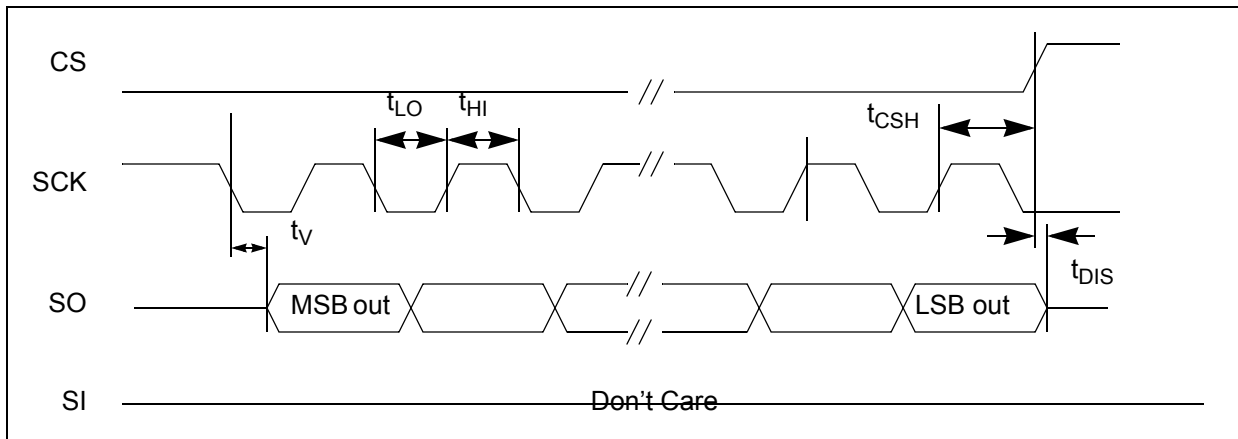 CS
tLO tHI
tCSH
SCK
tV
tDIS
SO MSB out LSB out
SI Don't Care